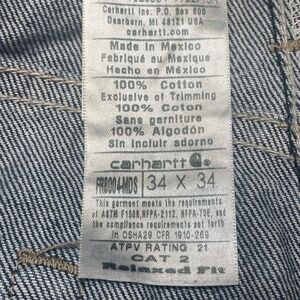 Carhartt Inc. P.O. Box 600
Dearborn, MI 48121 USA
carhartt.com
Made in Mexico
Fabriqué au Mexique
Hecho en México
100% Cotton
Exclusive of Trimming
100% Coton
Sans garniture
100% Algodón
Sin incluir adorno
carhartt
FRB004-MDS 34 X 34
This garment meets the requirements
of ASTM F1506,NFPA-2112, NFPA-70E, and
the compliance requirements set forth
in OSHA29 CFR 1910-269
ATPV RATING 21
CAT 2
Relaxed Fit